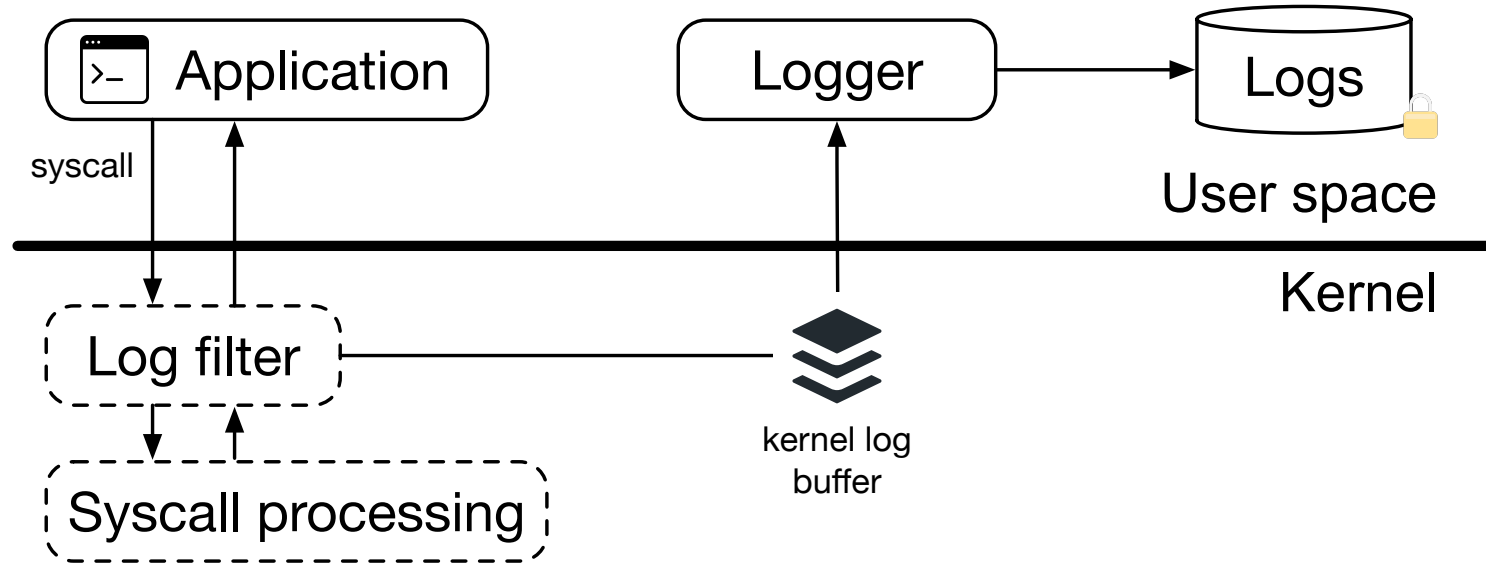 >_ Application
Logger
Logs
syscall
User space
Kernel
Log filter
kernel log
buffer
Syscall processing